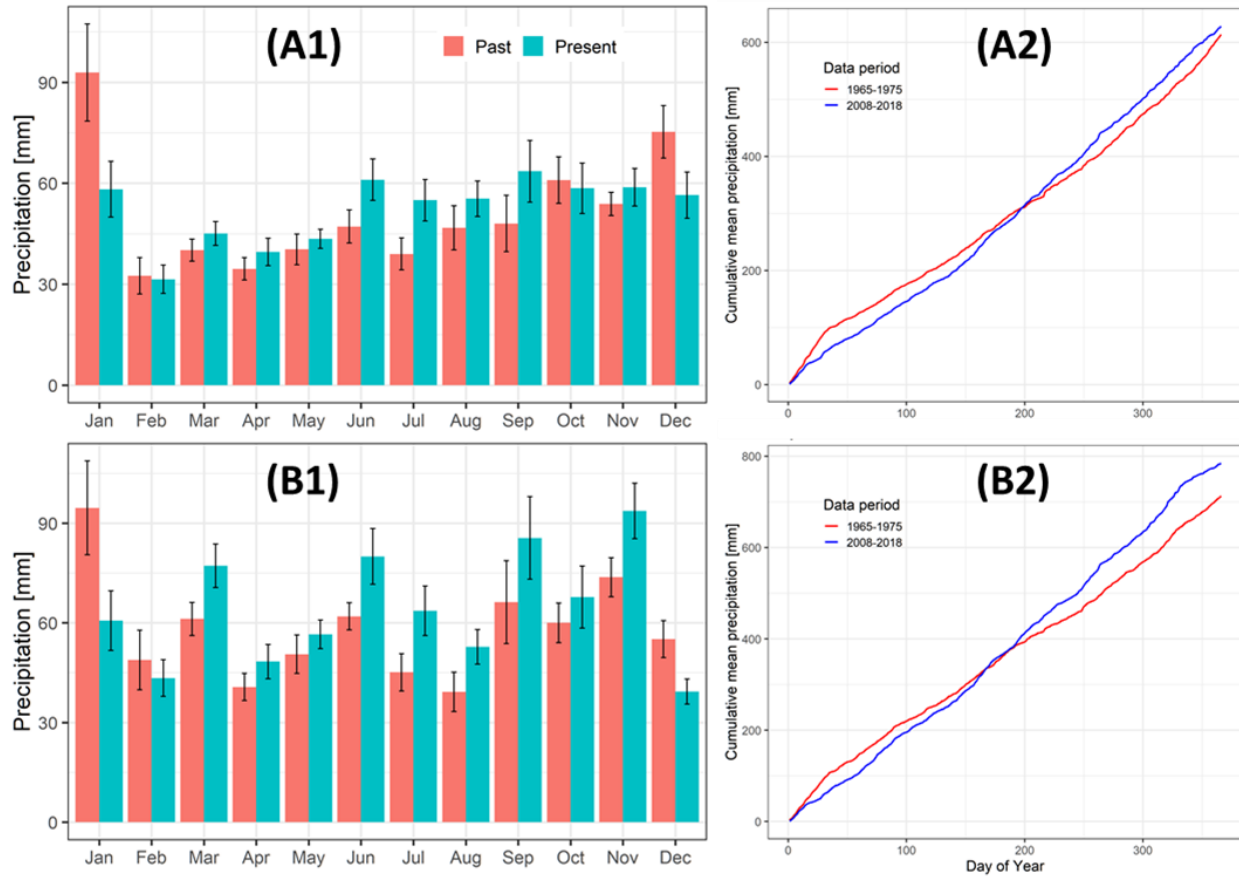 (A1)
Past Present
Precipitation [mm]
90
60
30
0
Jan Feb Mar Apr May Jun Jul Aug Sep Oct Nov Dec
(A2)
Data period
1965-1975
2008-2018
Cumulative mean precipitation [mm]
600
400
200
0
0 100 200 300
(B1)
Precipitation [mm]
90
60
30
0
Jan Feb Mar Apr May Jun Jul Aug Sep Oct Nov Dec
(B2)
Data period
1965-1975
2008-2018
Cumulative mean precipitation [mm]
800
600
400
200
0
0 100 200 300
Day of Year